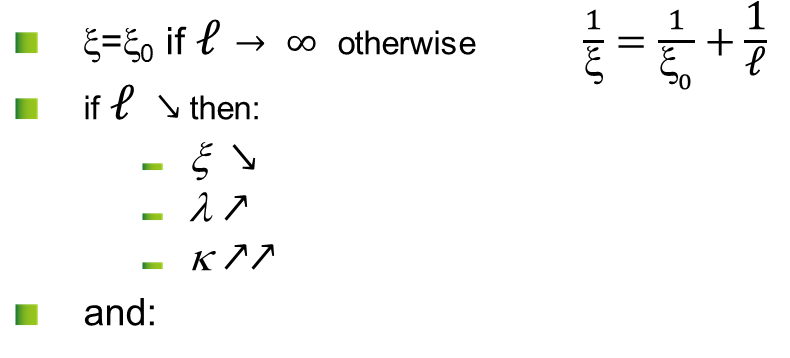 ξ=ξ₀ if ℓ → ∞ otherwise 1/ξ = 1/ξ₀ + 1/ℓ
if ℓ ↘ then:
ξ ↘
λ ↗
κ ↗↗
and: